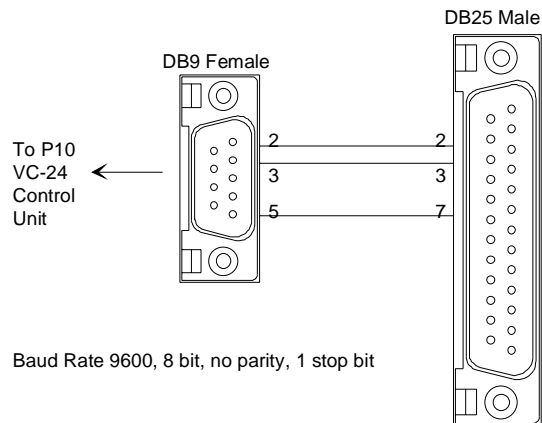 DB25 Male
DB9 Female
2 2
3 3
5 7
To P10
VC-24
Control
Unit
Baud Rate 9600, 8 bit, no parity, 1 stop bit